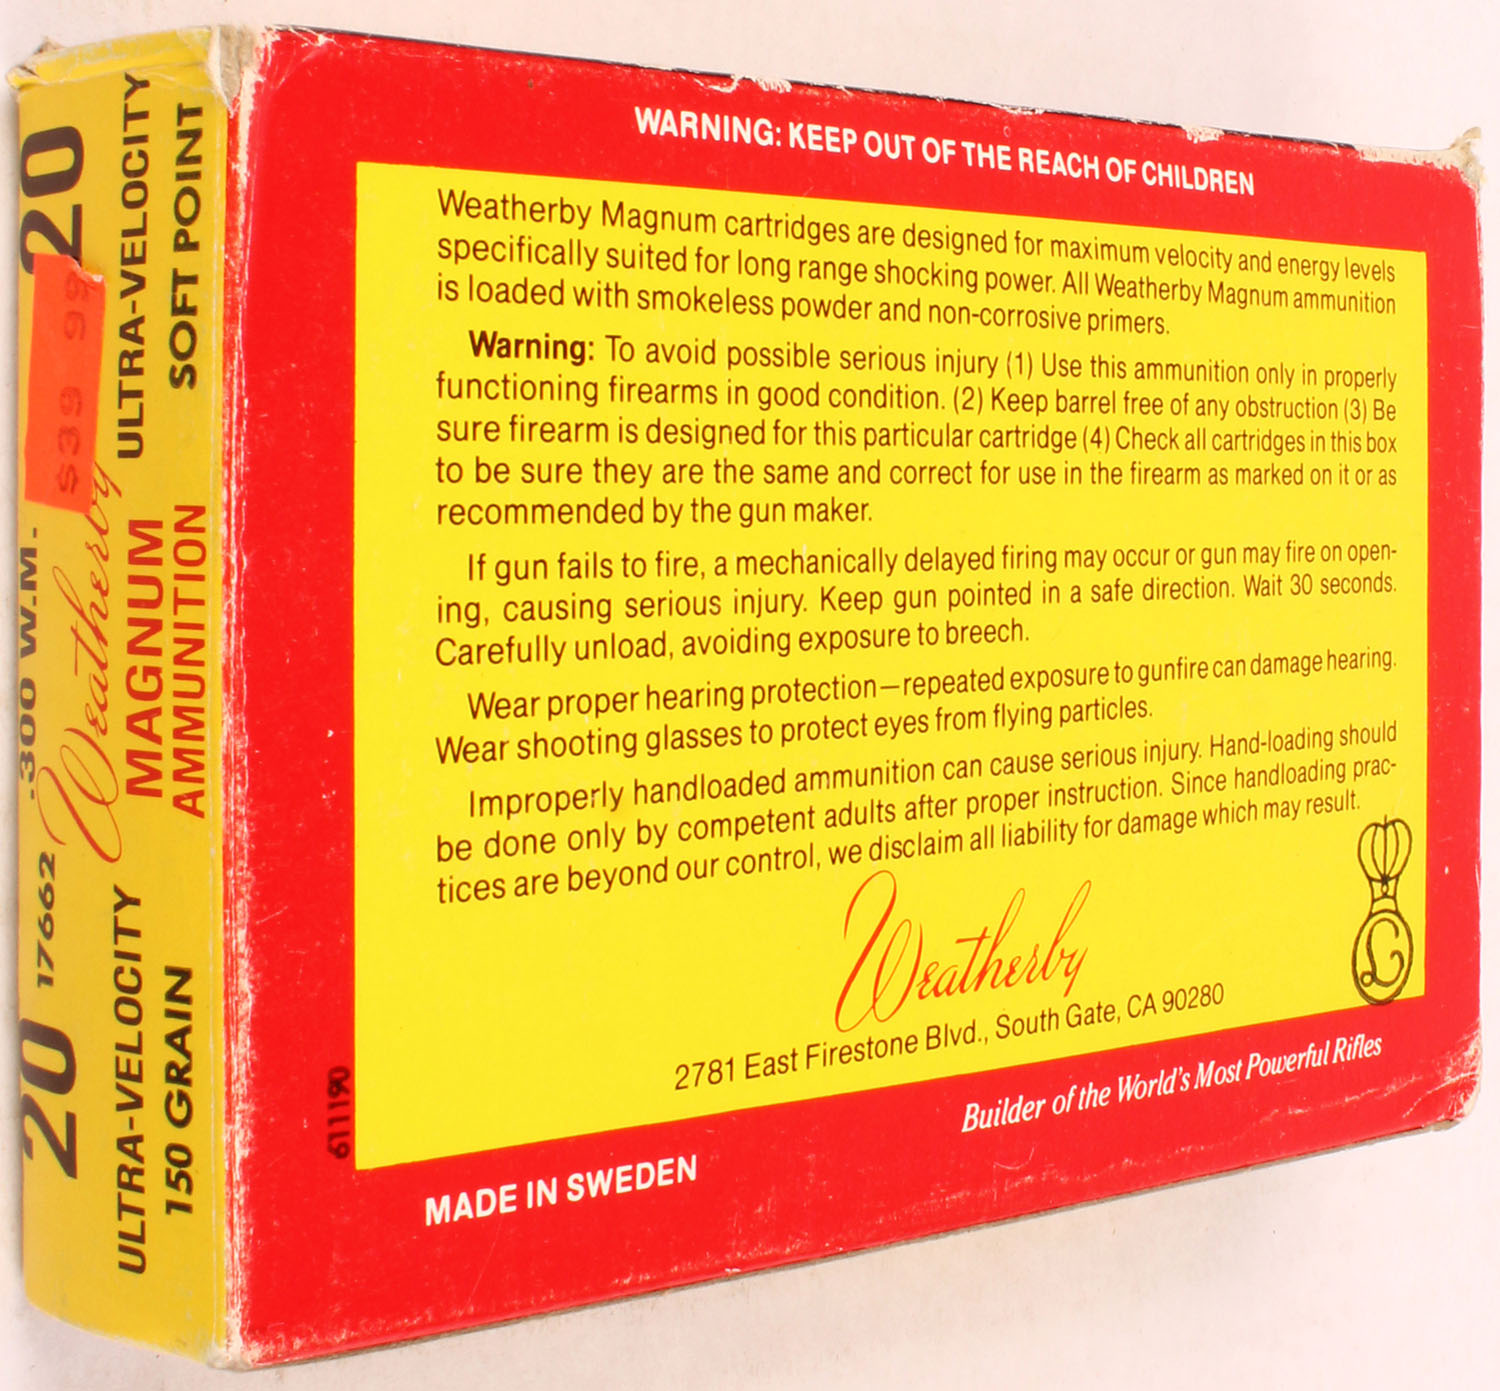 20 17662 .300 W.M. 20
$39 99
Weatherby
MAGNUM
AMMUNITION
ULTRA-VELOCITY
150 GRAIN
ULTRA-VELOCITY
SOFT POINT
WARNING: KEEP OUT OF THE REACH OF CHILDREN
Weatherby Magnum cartridges are designed for maximum velocity and energy levels
specifically suited for long range shocking power. All Weatherby Magnum ammunition
is loaded with smokeless powder and non-corrosive primers.
Warning: To avoid possible serious injury (1) Use this ammunition only in properly
functioning firearms in good condition. (2) Keep barrel free of any obstruction (3) Be
sure firearm is designed for this particular cartridge (4) Check all cartridges in this box
to be sure they are the same and correct for use in the firearm as marked on it or as
recommended by the gun maker.
If gun fails to fire, a mechanically delayed firing may occur or gun may fire on open-
ing, causing serious injury. Keep gun pointed in a safe direction. Wait 30 seconds.
Carefully unload, avoiding exposure to breech.
Wear proper hearing protection—repeated exposure to gunfire can damage hearing.
Wear shooting glasses to protect eyes from flying particles.
Improperly handloaded ammunition can cause serious injury. Hand-loading should
be done only by competent adults after proper instruction. Since handloading prac-
tices are beyond our control, we disclaim all liability for damage which may result.
Weatherby
L
2781 East Firestone Blvd., South Gate, CA 90280
Builder of the World's Most Powerful Rifles
MADE IN SWEDEN
611190